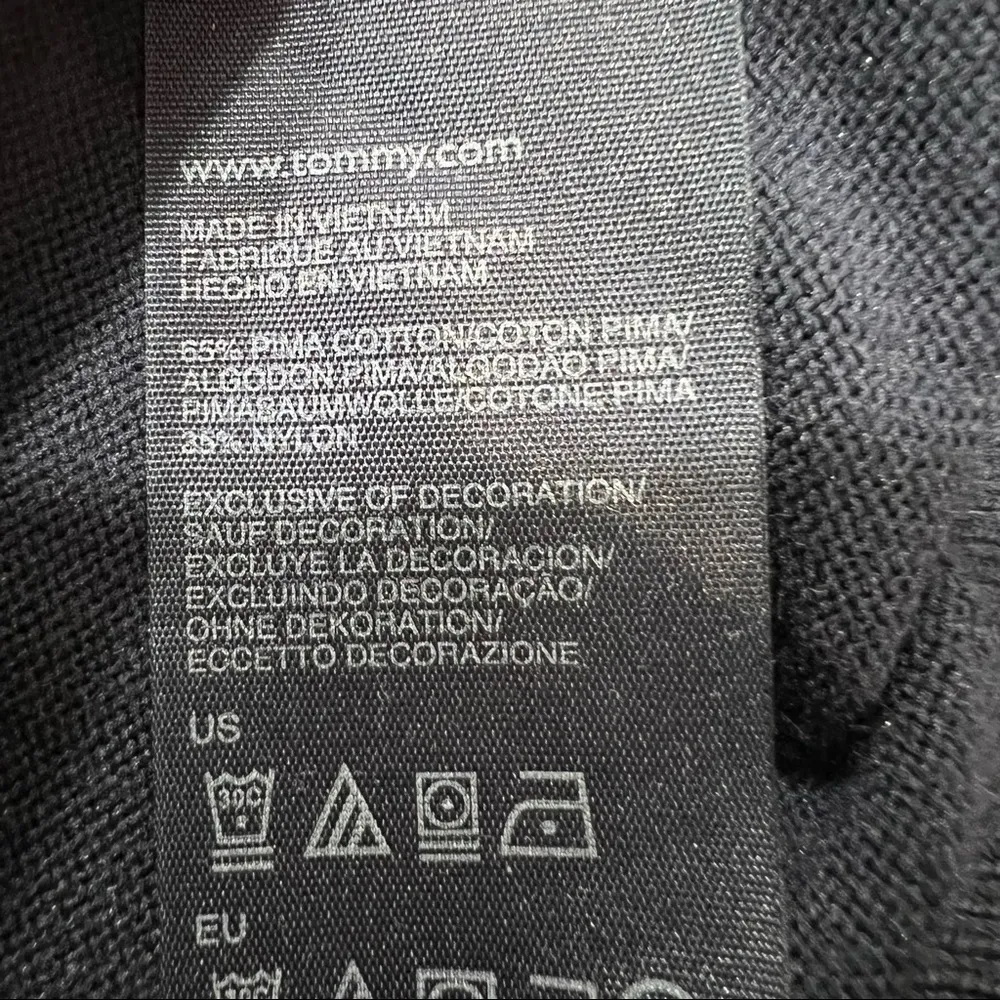 www.tommy.com
MADE IN VIETNAM
FABRIQUE AU VIETNAM
HECHO EN VIETNAM
65% PIMA COTTON/COTON PIMA/
ALGODON PIMA/ALGODÃO PIMA/
PIMABAUMWOLLE/COTONE PIMA
35% NYLON
EXCLUSIVE OF DECORATION/
SAUF DECORATION/
EXCLUYE LA DECORACION/
EXCLUINDO DECORAÇÃO/
OHNE DEKORATION/
ECCETTO DECORAZIONE
US
30C
EU
30C